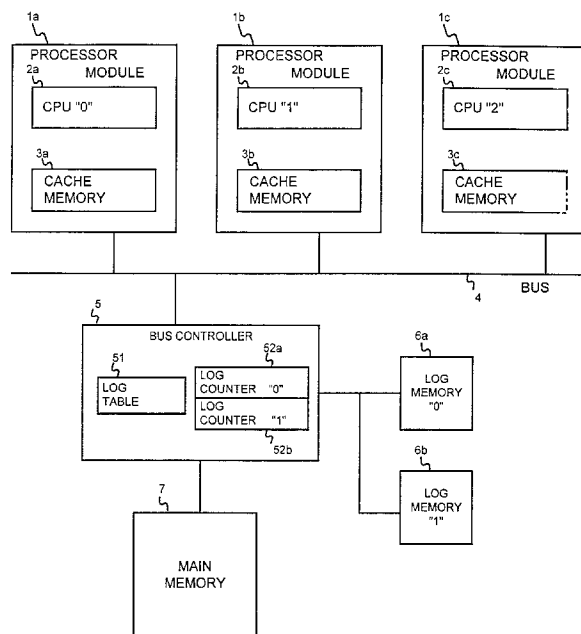 1a
1b
1c
PROCESSOR
MODULE
2a
CPU "0"
3a
CACHE
MEMORY
PROCESSOR
MODULE
2b
CPU "1"
3b
CACHE
MEMORY
PROCESSOR
MODULE
2c
CPU "2"
3c
CACHE
MEMORY
4
BUS
5
BUS CONTROLLER
51
LOG
TABLE
52a
LOG
COUNTER "0"
LOG
COUNTER "1"
52b
6a
LOG
MEMORY
"0"
6b
LOG
MEMORY
"1"
7
MAIN
MEMORY